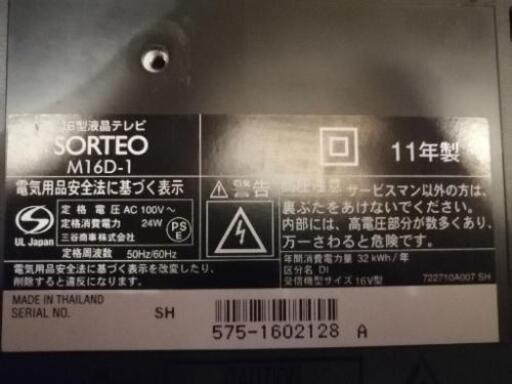 16型液晶テレビ
SORTEO
M16D-1
11年製
電気用品安全法に基づく表示
定格電圧 AC 100V~
定格消費電力 24W
三谷商事株式会社
定格周波数 50Hz/60Hz
UL Japan
PS
E
電気用品安全法に基づく表示を改変したり、
削除すると違反になります。
警告
高圧注意 サービスマン以外の方は、
裏ぶたをあけないでください。
内部には、高電圧部分が数多くあり、
万一さわると危険です。
年間消費電力量 32 kWh/年
区分名 DI
受信機型サイズ 16V型
722710A007 SH
MADE IN THAILAND
SERIAL NO.
SH
575-1602128 A